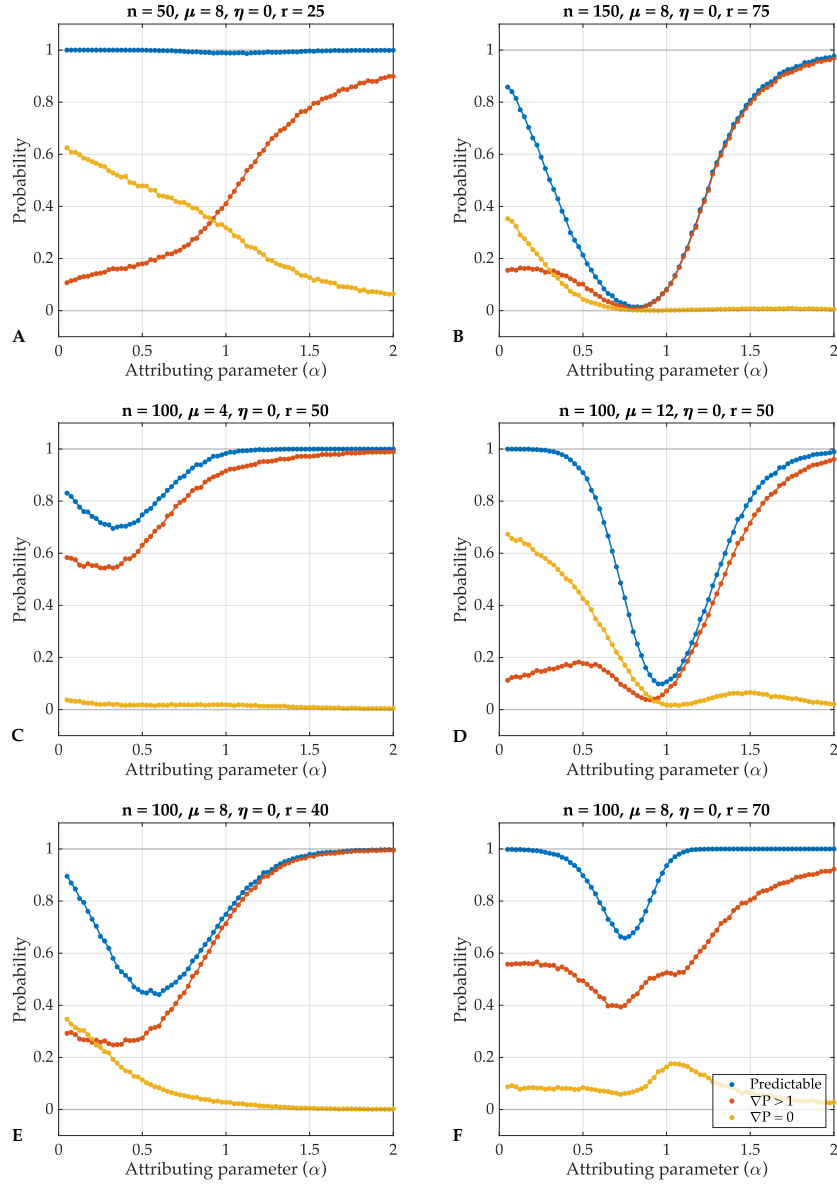 n = 50, μ = 8, η = 0, r = 25
1
0.8
0.6
0.4
0.2
0
Probability
0 0.5 1 1.5 2
Attributing parameter (α)
A
n = 150, μ = 8, η = 0, r = 75
1
0.8
0.6
0.4
0.2
0
Probability
0 0.5 1 1.5 2
Attributing parameter (α)
B
n = 100, μ = 4, η = 0, r = 50
1
0.8
0.6
0.4
0.2
0
Probability
0 0.5 1 1.5 2
Attributing parameter (α)
C
n = 100, μ = 12, η = 0, r = 50
1
0.8
0.6
0.4
0.2
0
Probability
0 0.5 1 1.5 2
Attributing parameter (α)
D
n = 100, μ = 8, η = 0, r = 40
1
0.8
0.6
0.4
0.2
0
Probability
0 0.5 1 1.5 2
Attributing parameter (α)
E
n = 100, μ = 8, η = 0, r = 70
1
0.8
0.6
0.4
0.2
0
Probability
0 0.5 1 1.5 2
Attributing parameter (α)
F
Predictable
∇P > 1
∇P = 0